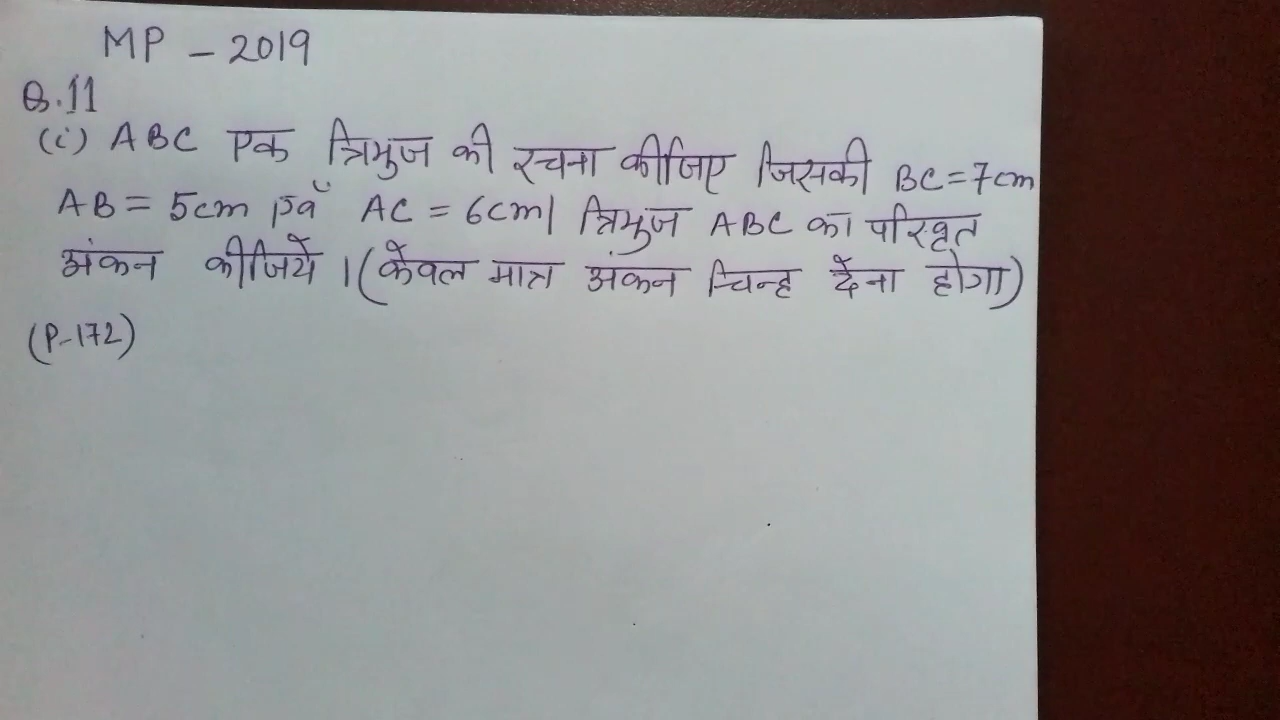 MP - 2019
Q.11
(i) ABC एक त्रिभुज की रचना कीजिए जिसकी BC = 7cm
AB = 5cm एवं AC = 6cm। त्रिभुज ABC का परिवृत
अंकन कीजिये । (केवल मात्र अंकन चिन्ह देना होगा)
(P-172)